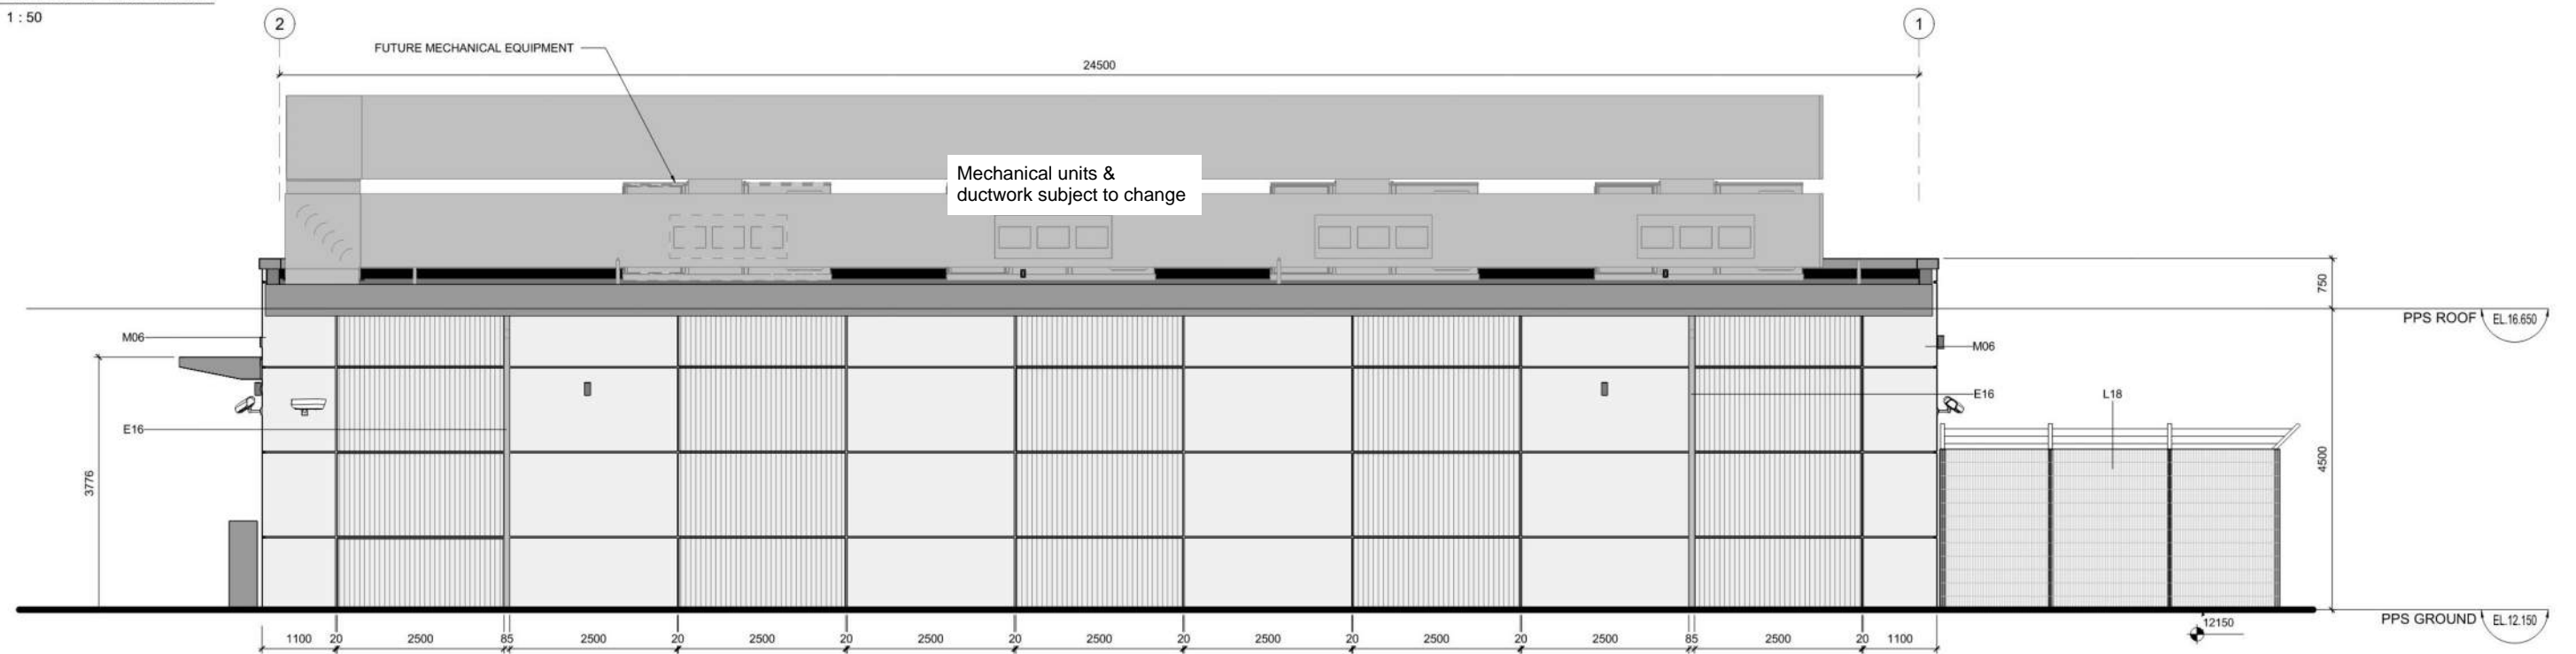 1 : 50
2
1
FUTURE MECHANICAL EQUIPMENT
24500
Mechanical units &
ductwork subject to change
750
PPS ROOF
EL.16.650
M06
M06
E16
E16
L18
3776
4500
1100 20 2500 85 2500 20 2500 20 2500 20 2500 20 2500 20 2500 20 2500 85 2500 20 1100
12150
PPS GROUND
EL.12.150